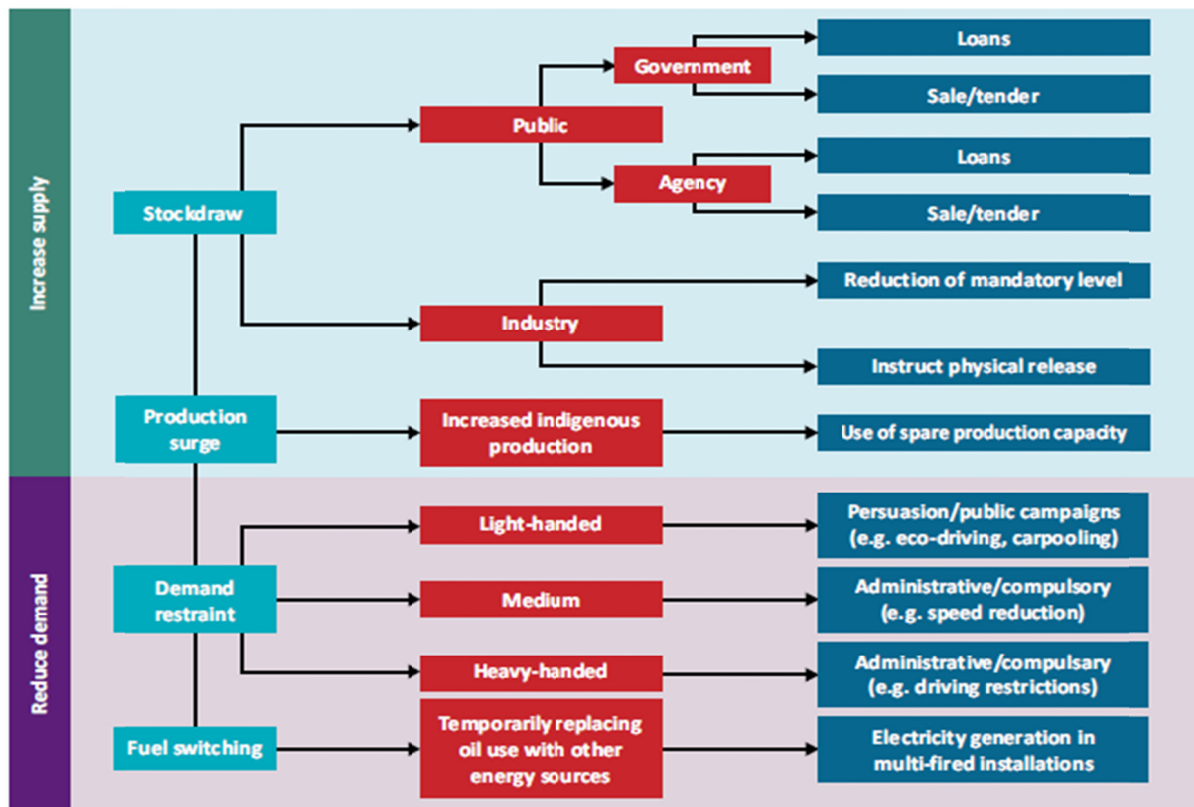 Increase supply
Stockdraw
Public
Government
Loans
Sale/tender
Agency
Loans
Sale/tender
Industry
Reduction of mandatory level
Instruct physical release
Production
surge
Increased indigenous
production
Use of spare production capacity
Reduce demand
Demand
restraint
Light-handed
Persuasion/public campaigns
(e.g. eco-driving, carpooling)
Medium
Administrative/compulsory
(e.g. speed reduction)
Heavy-handed
Administrative/compulsary
(e.g. driving restrictions)
Fuel switching
Temporarily replacing
oil use with other
energy sources
Electricity generation in
multi-fired installations